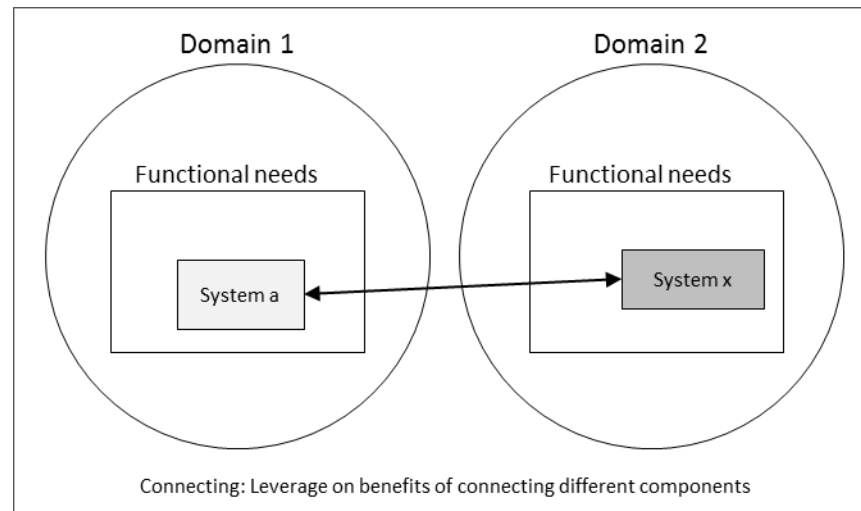 Domain 1
Domain 2
Functional needs
Functional needs
System a
System x
Connecting: Leverage on benefits of connecting different components